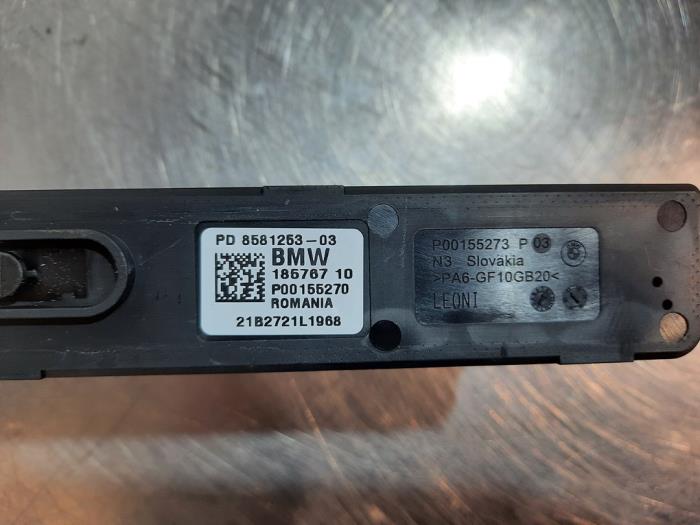 PD 8581253-03
BMW
185767 10
P00155270
ROMANIA
21B2721L1968
P00155273 P 03
N3 Slovakia
>PA6-GF10GB20<
LEONI